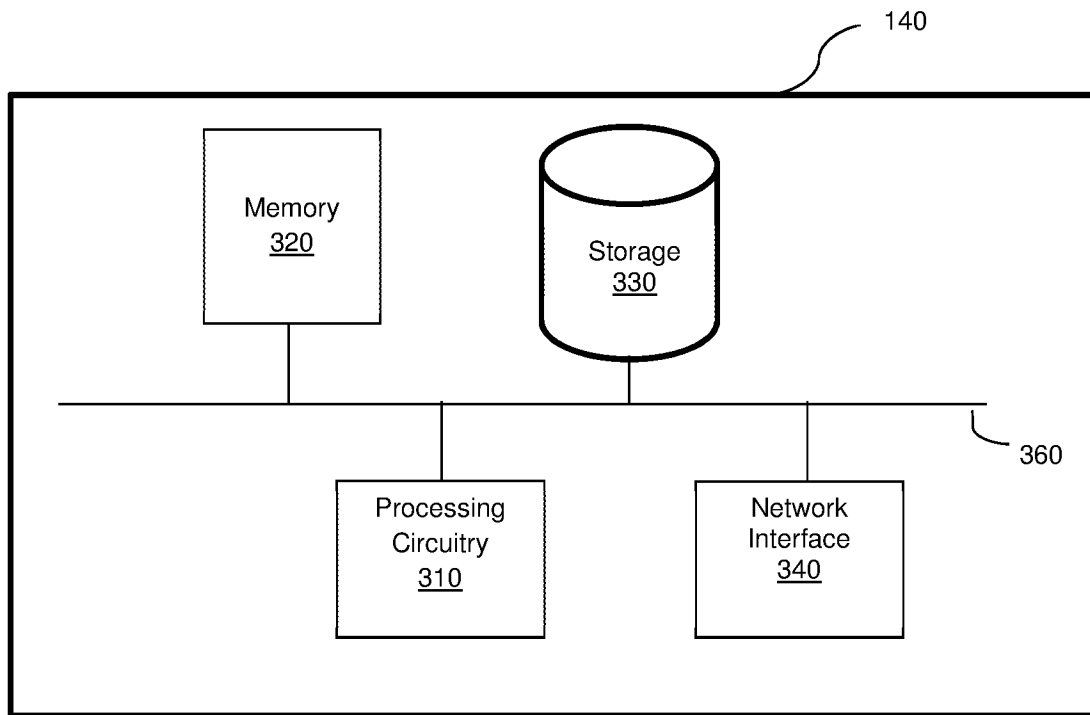 140
Memory
320
Storage
330
360
Processing
Circuitry
310
Network
Interface
340